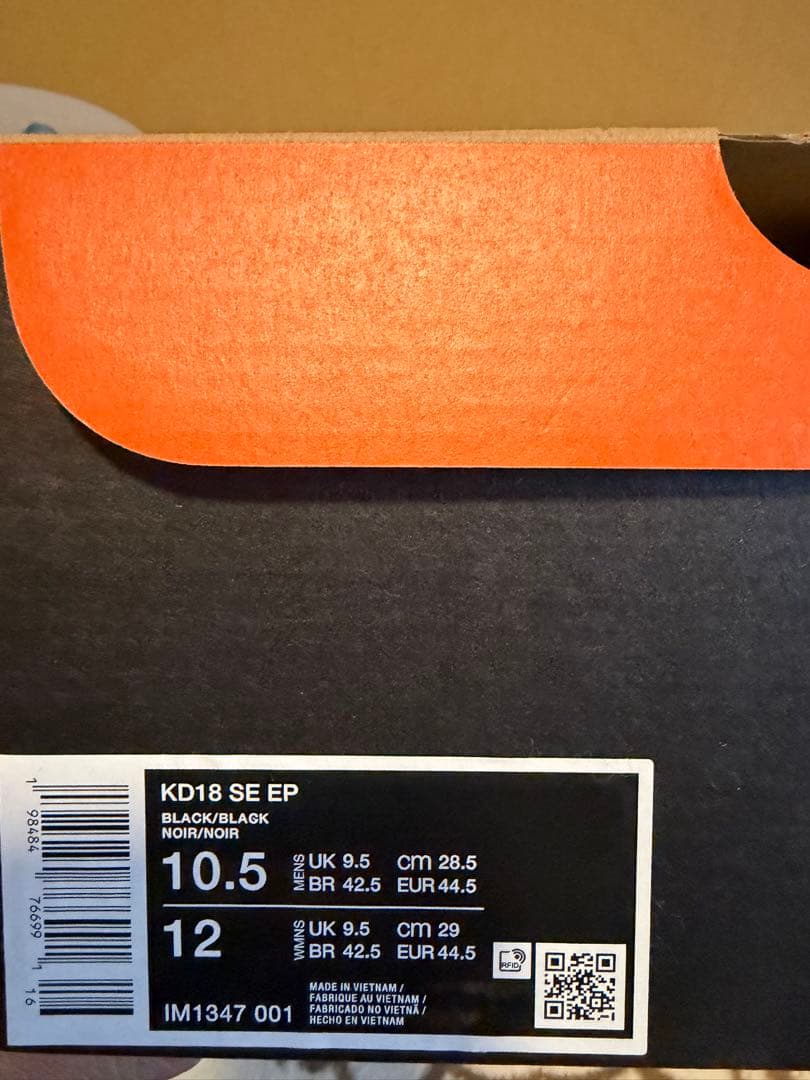 KD18 SE EP
BLACK/BLACK
NOIR/NOIR
10.5 MENS UK 9.5 cm 28.5
BR 42.5 EUR 44.5
12 WMNS UK 9.5 cm 29
BR 42.5 EUR 44.5
RFID
MADE IN VIETNAM /
FABRIQUE AU VIETNAM /
FABRICADO NO VIETNÃ /
HECHO EN VIETNAM
IM1347 001
1 98484 76699 1 16